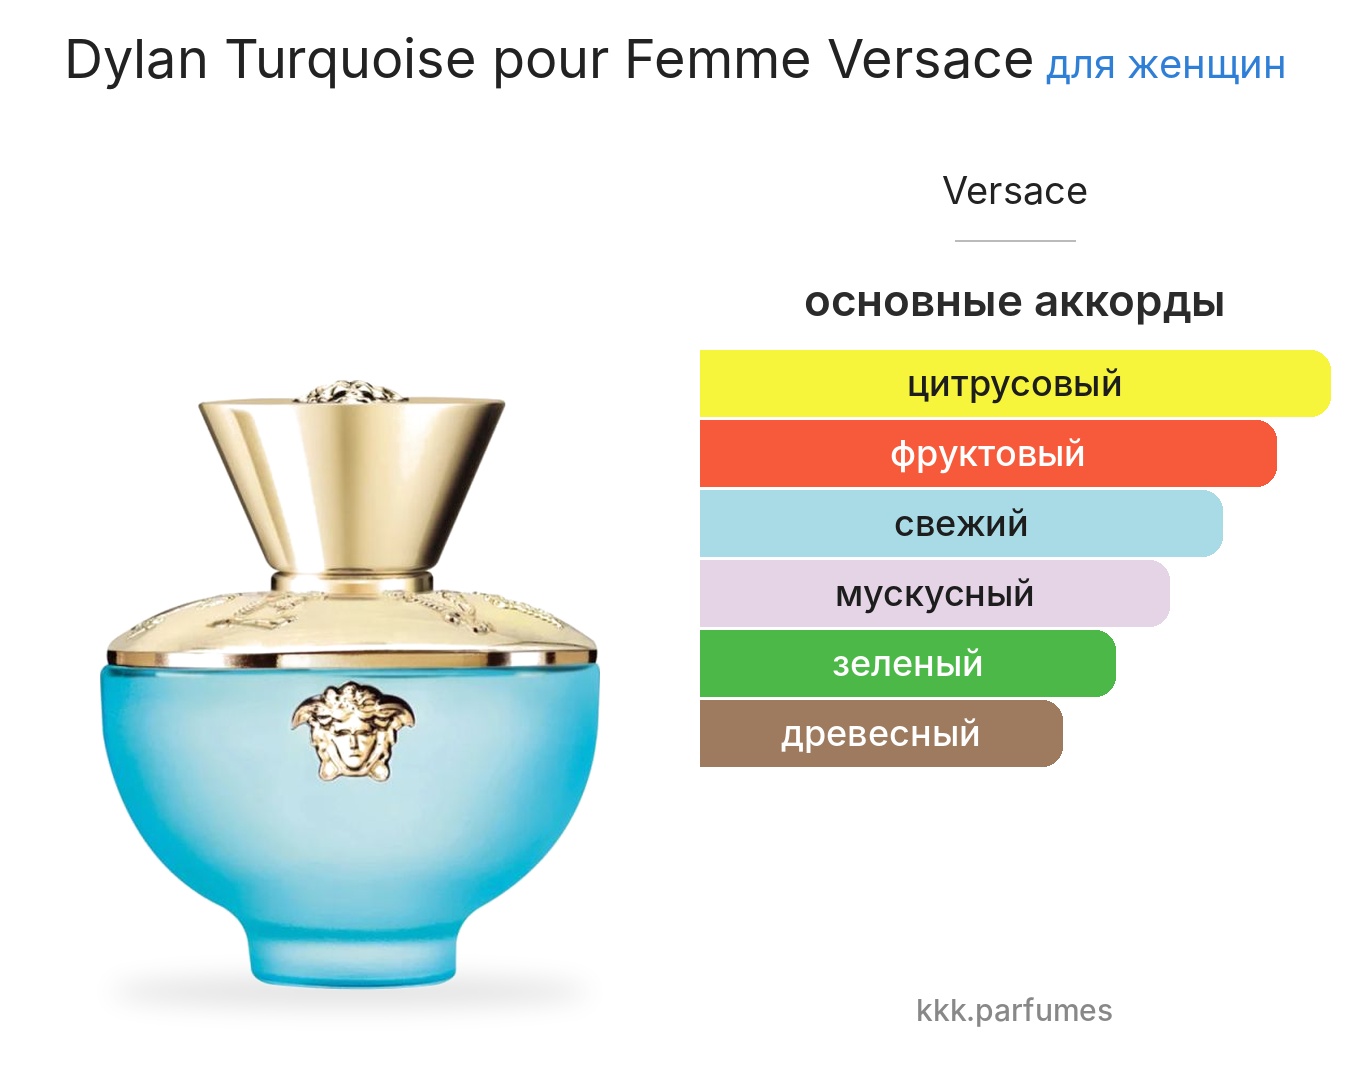 Dylan Turquoise pour Femme Versace для женщин
Versace
основные аккорды
цитрусовый
фруктовый
свежий
мускусный
зеленый
древесный
kkk.parfumes